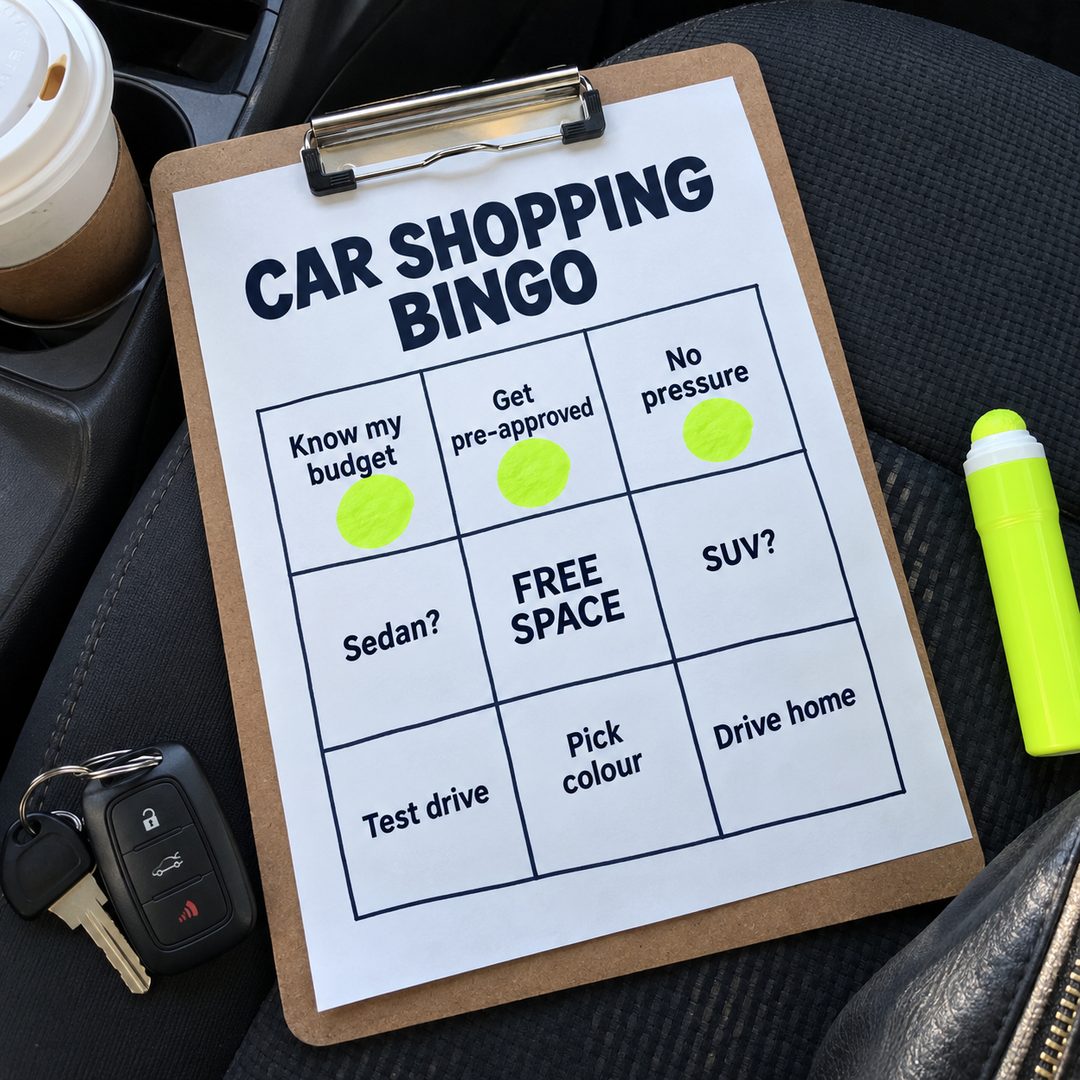 CAR SHOPPING
BINGO
Know my
budget
Get
pre-approved
No
pressure
Sedan?
FREE
SPACE
SUV?
Test drive
Pick
colour
Drive home